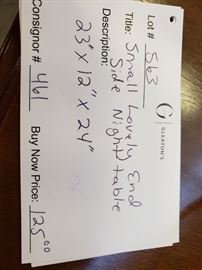 Lot # 563
G GLEATON'S
Title: Small Lovely End
Side Night table
Description:
23" x 12" x 24"
Consignor # 461 Buy Now Price: 125.00